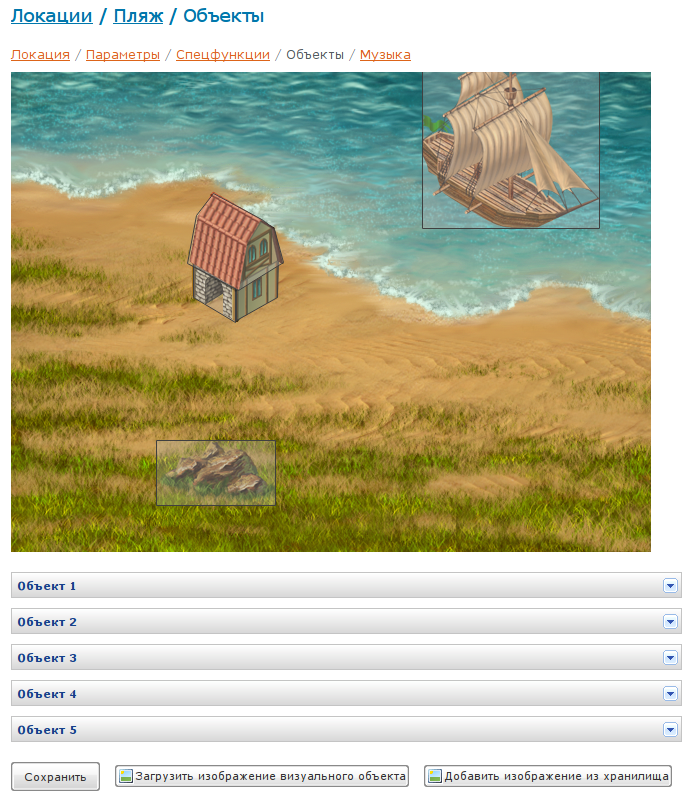 Локации / Пляж / Объекты
Локация / Параметры / Спецфункции / Объекты / Музыка
Объект 1
Объект 2
Объект 3
Объект 4
Объект 5
Сохранить Загрузить изображение визуального объекта Добавить изображение из хранилища